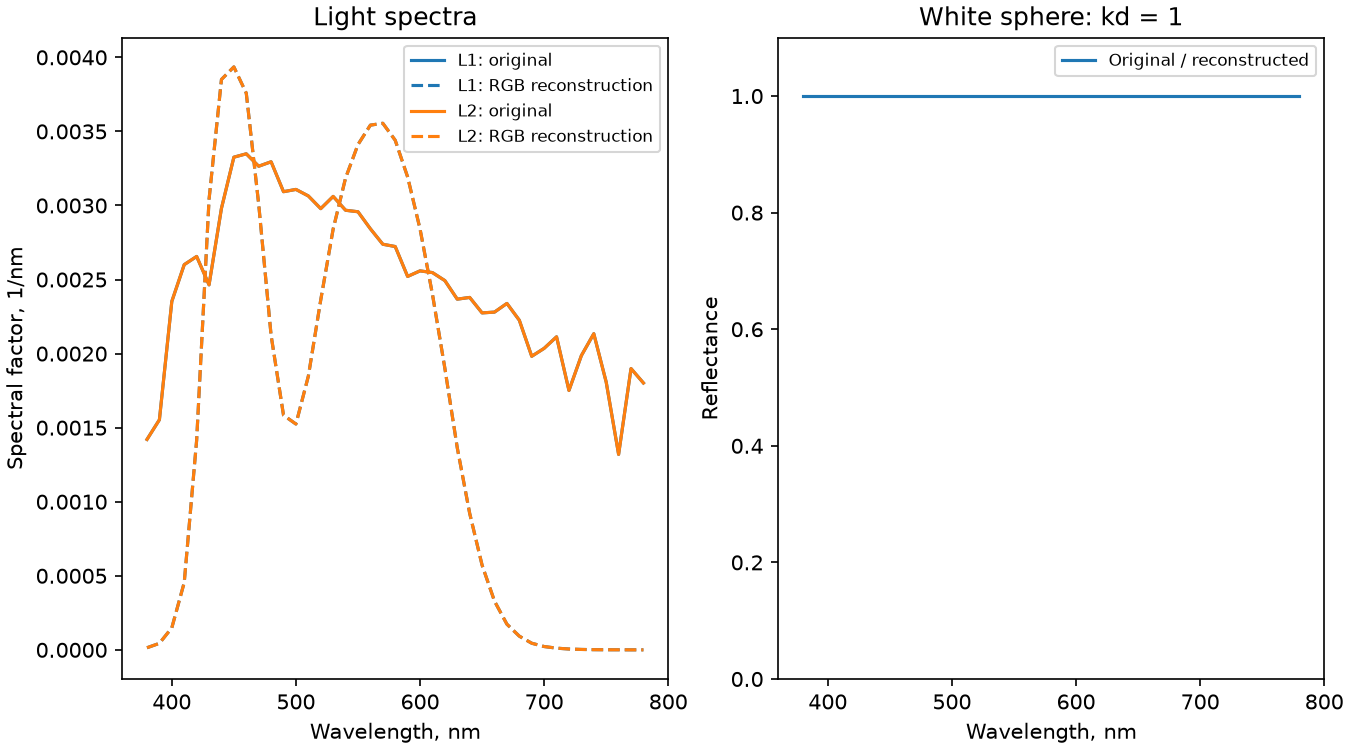 Light spectra
L1: original
L1: RGB reconstruction
L2: original
L2: RGB reconstruction
0.0040
0.0035
0.0030
0.0025
0.0020
0.0015
0.0010
0.0005
0.0000
Spectral factor, 1/nm
400 500 600 700 800
Wavelength, nm
White sphere: kd = 1
Original / reconstructed
1.0
0.8
0.6
0.4
0.2
0.0
Reflectance
400 500 600 700 800
Wavelength, nm